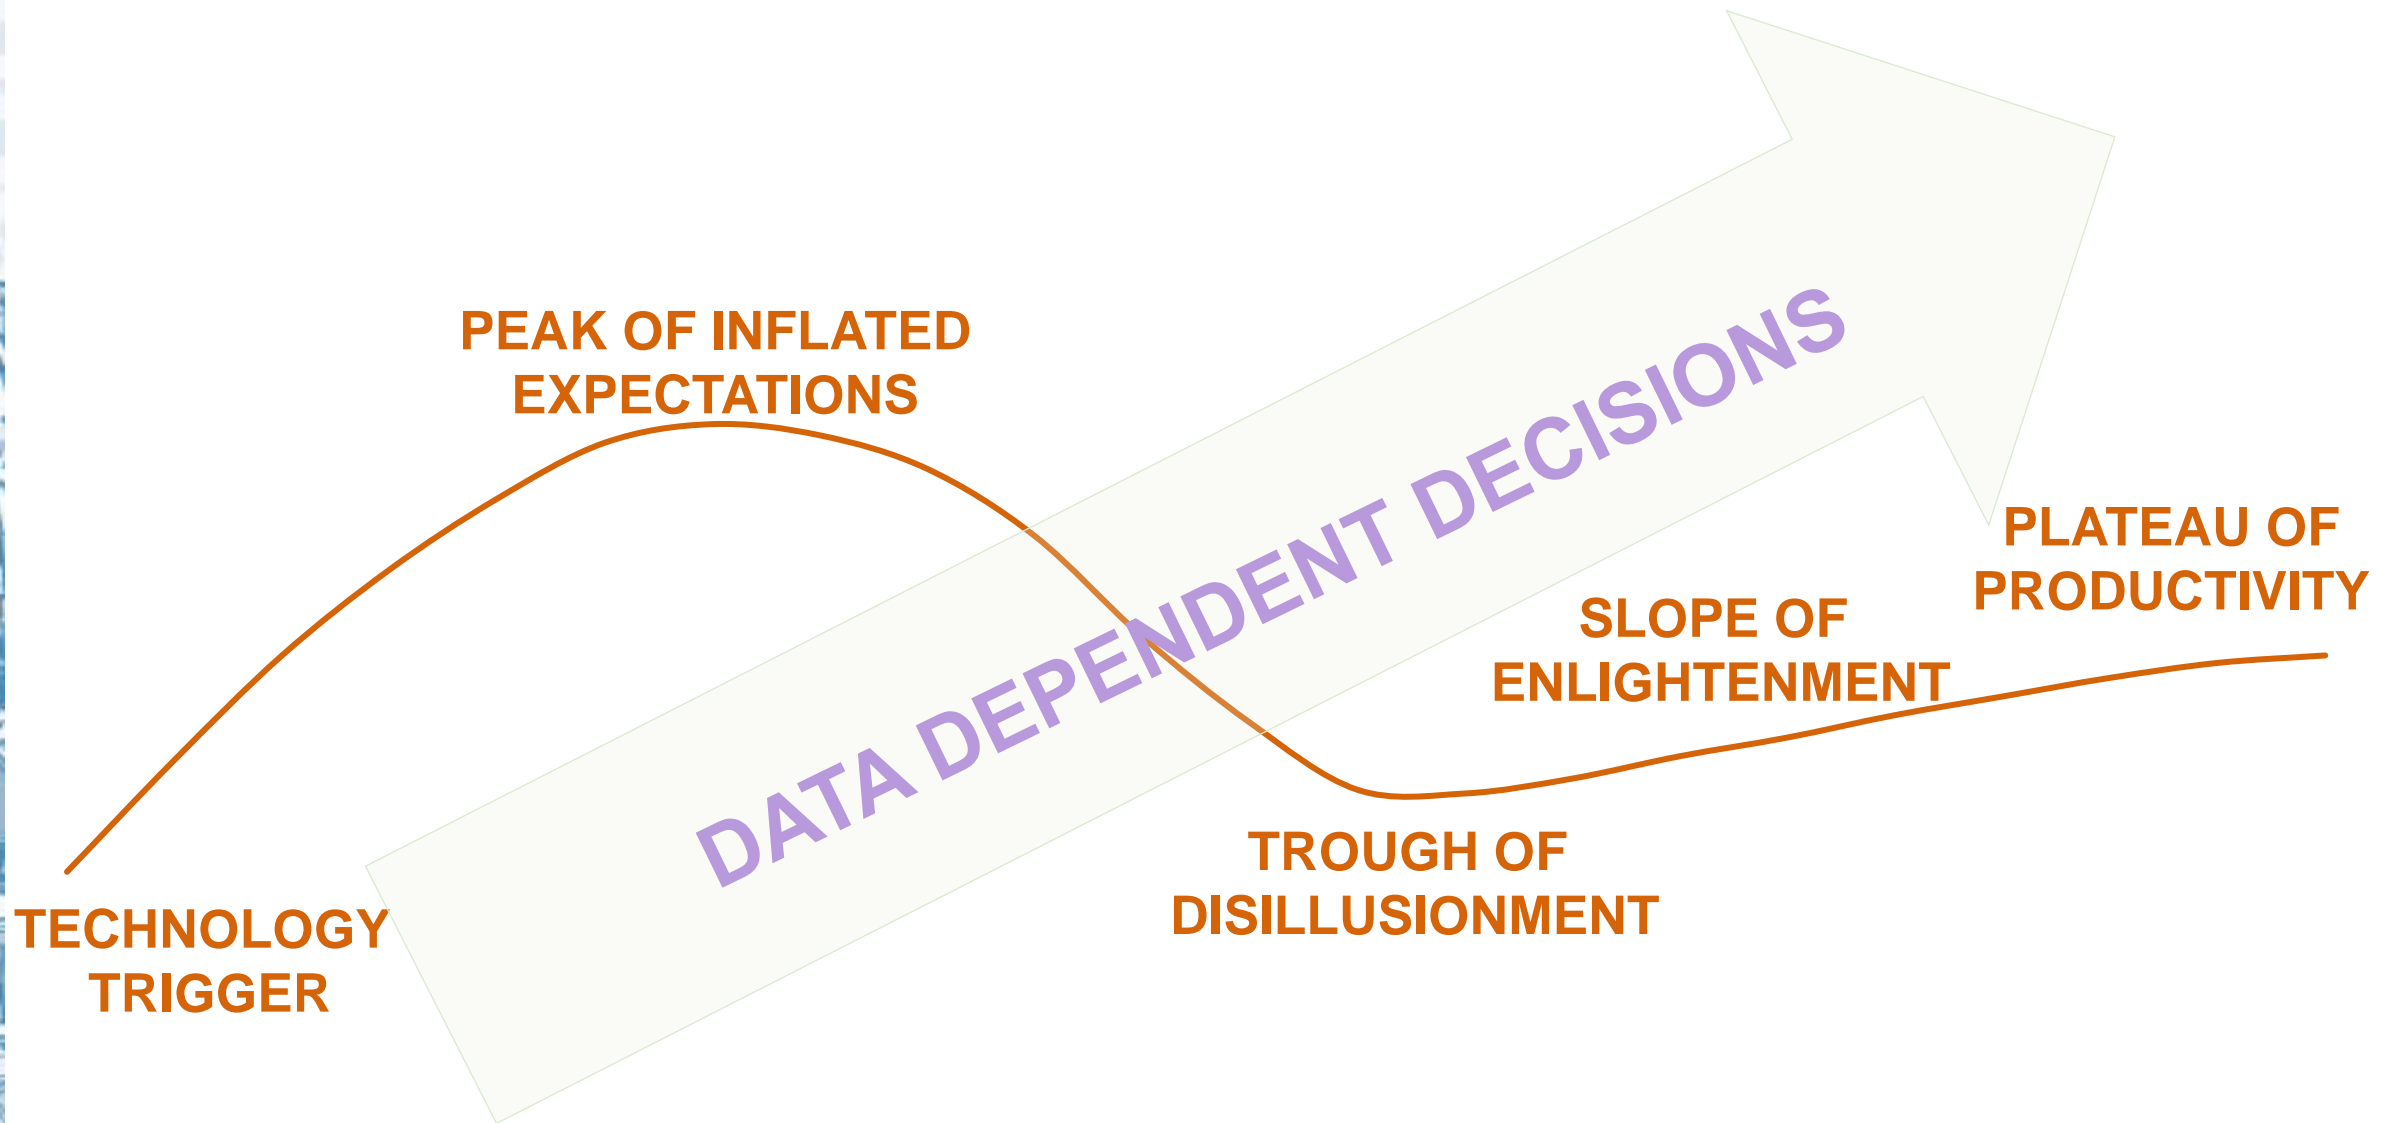 PEAK OF INFLATED
EXPECTATIONS
DATA DEPENDENT DECISIONS
PLATEAU OF
PRODUCTIVITY
SLOPE OF
ENLIGHTENMENT
TROUGH OF
DISILLUSIONMENT
TECHNOLOGY
TRIGGER